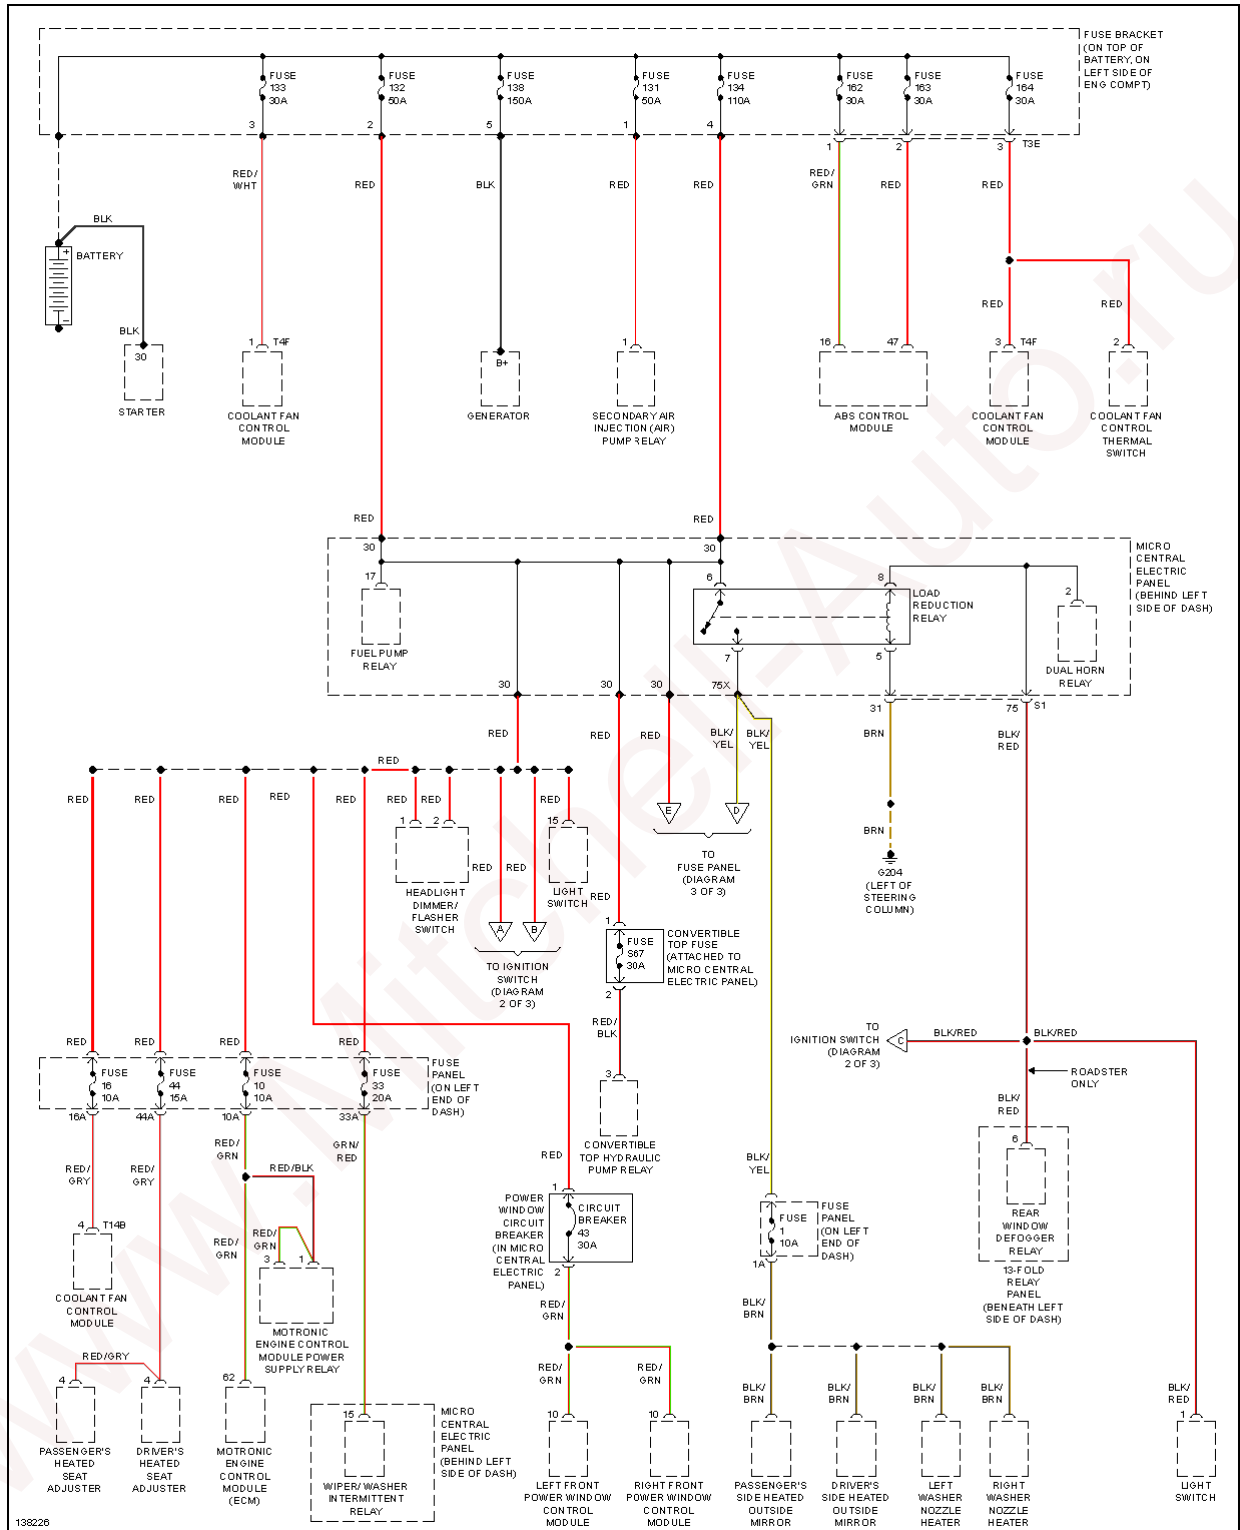 FUSE BRACKET
(ON TOP OF
BATTERY, ON
LEFT SIDE OF
ENG COMPT)
FUSE
133
30A
FUSE
132
50A
FUSE
138
150A
FUSE
131
50A
FUSE
134
110A
FUSE
162
30A
FUSE
163
30A
FUSE
164
30A
3
2
5
1
4
1
2
3
T3E
RED/
WHT
RED
BLK
RED
RED
RED/
GRN
RED
RED
BLK
BATTERY
+
-
BLK
30
STARTER
RED
RED
1
T4F
COOLANT FAN
CONTROL
MODULE
B+
GENERATOR
1
SECONDARY AIR
INJECTION (AIR)
PUMP RELAY
16
47
ABS CONTROL
MODULE
3
T4F
COOLANT FAN
CONTROL
MODULE
2
COOLANT FAN
CONTROL
THERMAL
SWITCH
RED
RED
30
30
MICRO
CENTRAL
ELECTRIC
PANEL
(BEHIND LEFT
SIDE OF DASH)
17
FUEL PUMP
RELAY
6
8
LOAD
REDUCTION
RELAY
2
DUAL HORN
RELAY
7
5
30
30
30
75X
31
75
S1
RED
RED
RED
BLK/
YEL
BLK/
YEL
BRN
BLK/
RED
RED
RED
RED
RED
RED
RED
RED
RED
RED
1
2
HEADLIGHT
DIMMER/
FLASHER
SWITCH
RED
RED
A
B
TO IGNITION
SWITCH
(DIAGRAM
2 OF 3)
15
LIGHT
SWITCH
E
D
TO
FUSE PANEL
(DIAGRAM
3 OF 3)
BRN
G204
(LEFT OF
STEERING
COLUMN)
RED
1
FUSE
S67
30A
2
CONVERTIBLE
TOP FUSE
(ATTACHED TO
MICRO CENTRAL
ELECTRIC PANEL)
RED/
BLK
3
CONVERTIBLE
TOP HYDRAULIC
PUMP RELAY
TO
IGNITION SWITCH
(DIAGRAM
2 OF 3)
C
BLK/RED
BLK/RED
ROADSTER
ONLY
BLK/
RED
RED
RED
RED
RED
FUSE
16
10A
FUSE
44
15A
FUSE
10
10A
FUSE
33
20A
FUSE
PANEL
(ON LEFT
END OF
DASH)
16A
44A
10A
33A
RED/
GRY
RED/
GRY
RED/
GRN
GRN/
RED
RED/BLK
RED/
GRN
RED/
GRN
3
1
MOTRONIC
ENGINE CONTROL
MODULE POWER
SUPPLY RELAY
4
T14B
COOLANT FAN
CONTROL
MODULE
RED/GRY
RED
1
POWER
WINDOW
CIRCUIT
BREAKER
(IN MICRO
CENTRAL
ELECTRIC
PANEL)
CIRCUIT
BREAKER
43
30A
2
RED/
GRN
BLK/
YEL
FUSE
1
10A
FUSE
PANEL
(ON LEFT
END OF
DASH)
1A
BLK/
BRN
6
REAR
WINDOW
DEFOGGER
RELAY
13-FOLD
RELAY
PANEL
(BENEATH LEFT
SIDE OF DASH)
4
PASSENGER'S
HEATED
SEAT
ADJUSTER
4
DRIVER'S
HEATED
SEAT
ADJUSTER
62
MOTRONIC
ENGINE
CONTROL
MODULE
(ECM)
15
WIPER/WASHER
INTERMITTENT
RELAY
MICRO
CENTRAL
ELECTRIC
PANEL
(BEHIND LEFT
SIDE OF DASH)
RED/
GRN
RED/
GRN
BLK/
BRN
BLK/
BRN
BLK/
BRN
BLK/
BRN
BLK/
RED
10
LEFT FRONT
POWER WINDOW
CONTROL
MODULE
10
RIGHT FRONT
POWER WINDOW
CONTROL
MODULE
PASSENGER'S
SIDE HEATED
OUTSIDE
MIRROR
DRIVER'S
SIDE HEATED
OUTSIDE
MIRROR
LEFT
WASHER
NOZZLE
HEATER
RIGHT
WASHER
NOZZLE
HEATER
1
LIGHT
SWITCH
138226
www.Mitchell-Auto.ru